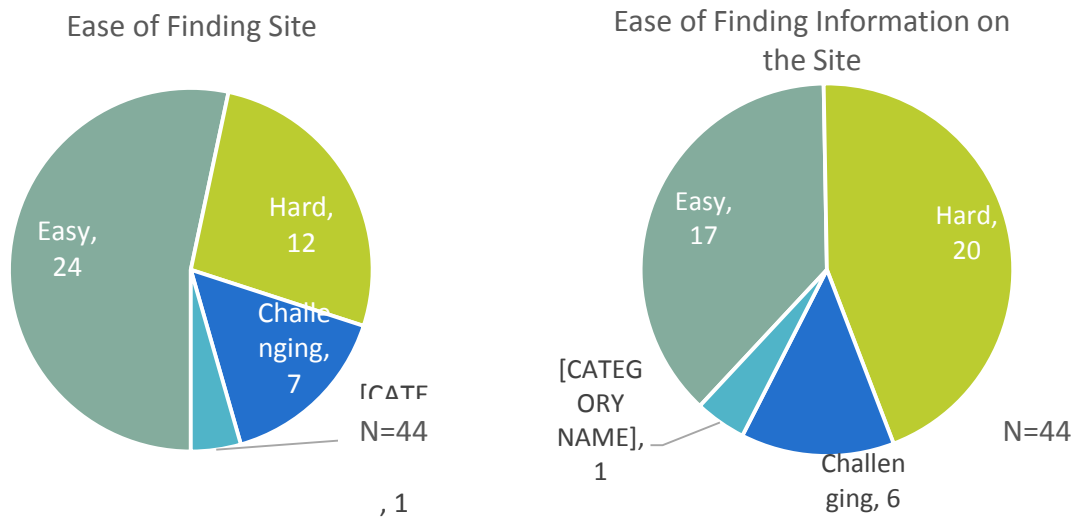 Ease of Finding Site
Easy,
24
Hard,
12
Challe
nging,
7
[CATE
N=44
, 1
Ease of Finding Information on
the Site
Easy,
17
Hard,
20
[CATEG
ORY
NAME],
1
Challen
ging, 6
N=44